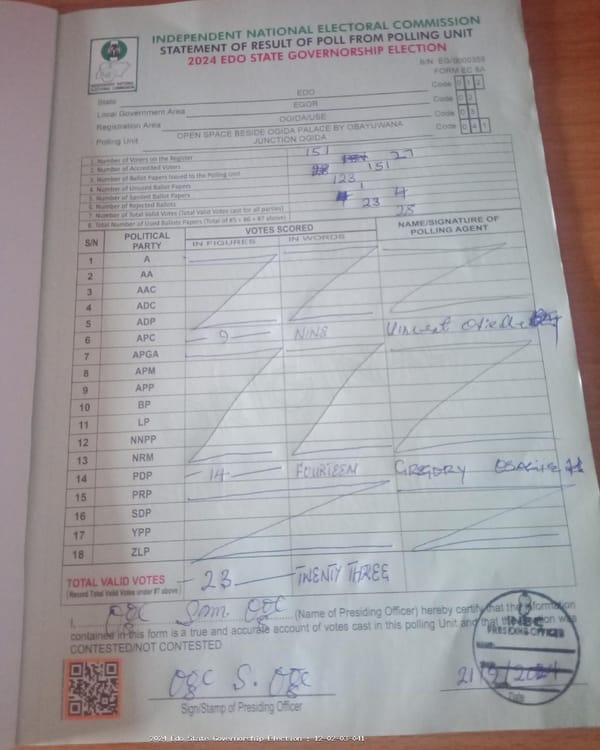 INDEPENDENT NATIONAL ELECTORAL COMMISSION
STATEMENT OF RESULT OF POLL FROM POLLING UNIT
2024 EDO STATE GOVERNORSHIP ELECTION
INDEPENDENT NATIONAL ELECTORAL COMMISSION
S/N EG/0000359
FORM EC 8A
State EDO Code 0 1 2
Local Government Area EGOR Code 0 2
Registration Area OGIDA/USE Code 0 3
Polling Unit OPEN SPACE BESIDE OGIDA PALACE BY OBAYUWANA JUNCTION OGIDA Code 0 4 1
1. Number of Voters on the Register 151
2. Number of Accredited Voters 27
3. Number of Ballot Papers Issued to the Polling Unit 151
4. Number of Unused Ballot Papers 123
5. Number of Spoiled Ballot Papers 1
6. Number of Rejected Ballots 4
7. Number of Total Valid Votes (Total Valid Votes cast for all parties) 23
8. Total Number of Used Ballots Papers (Total of #5 + #6 + #7 above) 28
S/N POLITICAL PARTY VOTES SCORED NAME/SIGNATURE OF POLLING AGENT
IN FIGURES IN WORDS
1 A
2 AA
3 AAC
4 ADC
5 ADP
6 APC 9 NINE Vincent
7 APGA
8 APM
9 APP
10 BP
11 LP
12 NNPP
13 NRM
14 PDP 14 FOURTEEN GREGORY
15 PRP
16 SDP
17 YPP
18 ZLP
TOTAL VALID VOTES 23 TWENTY THREE
(Record Total Valid Votes under #7 above)
I, Ogc Sam Ogc (Name of Presiding Officer) hereby certify that the information
contained in this form is a true and accurate account of votes cast in this polling Unit and that the election was
CONTESTED/NOT CONTESTED
INEC
PRESIDING OFFICER
Ogc S. Ogc 21/9/2024
Sign/Stamp of Presiding Officer Date
2024 Edo State Governorship Election : 12-02-03-041